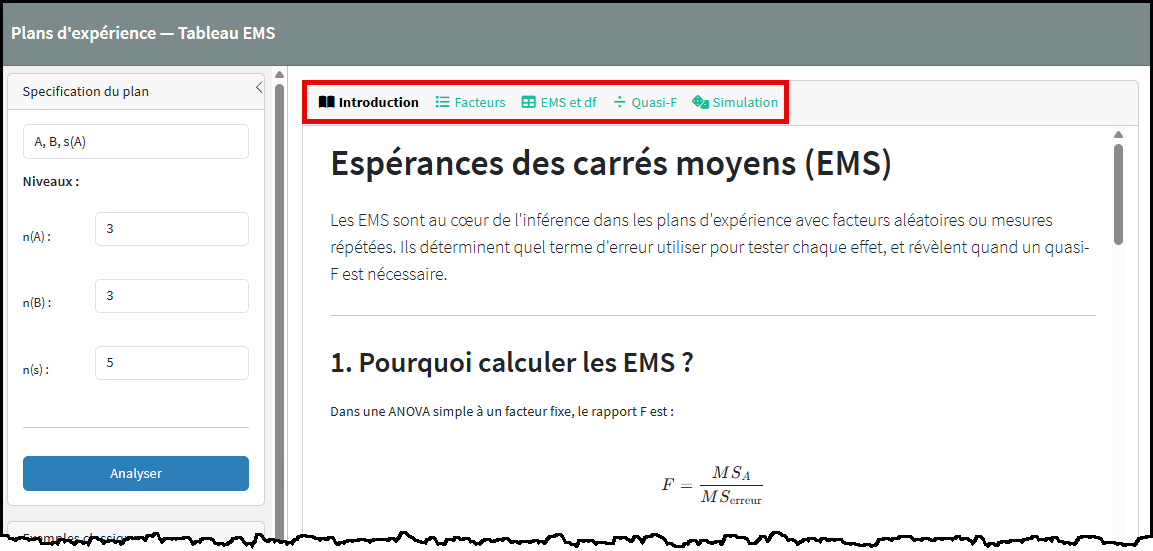 Plans d'expérience — Tableau EMS
Specification du plan
A, B, s(A)
Niveaux :
n(A) :
3
n(B) :
3
n(s) :
5
Analyser
Exemples classiq
Introduction Facteurs EMS et df Quasi-F Simulation
Espérances des carrés moyens (EMS)
Les EMS sont au cœur de l'inférence dans les plans d'expérience avec facteurs aléatoires ou mesures
répétées. Ils déterminent quel terme d'erreur utiliser pour tester chaque effet, et révèlent quand un quasi-
F est nécessaire.
1. Pourquoi calculer les EMS ?
Dans une ANOVA simple à un facteur fixe, le rapport F est :
F = MS_A / MS_erreur